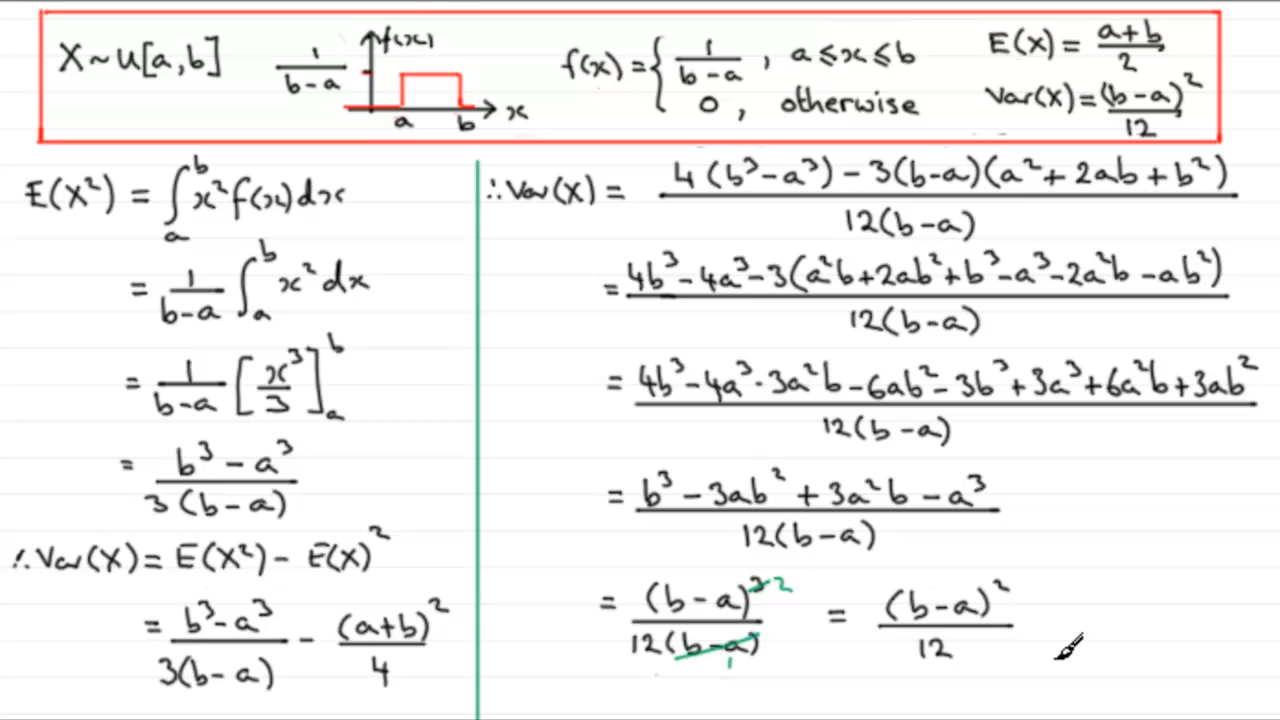 X ~ U[a, b]
1/(b-a)
f(x)
a b x
f(x) = { 1/(b-a), a ≤ x ≤ b
0, otherwise
E(X) = (a+b)/2
Var(X) = (b-a)²/12
E(X²) = ∫ₐᵇ x² f(x) dx
= 1/(b-a) ∫ₐᵇ x² dx
= 1/(b-a) [x³/3]ₐᵇ
= (b³ - a³)/(3(b-a))
∴ Var(X) = E(X²) - E(X)²
= (b³ - a³)/(3(b-a)) - (a+b)²/4
∴ Var(X) = (4(b³ - a³) - 3(b-a)(a² + 2ab + b²))/(12(b-a))
= (4b³ - 4a³ - 3(a²b + 2ab² + b³ - a³ - 2a²b - ab²))/(12(b-a))
= (4b³ - 4a³ - 3a²b - 6ab² - 3b³ + 3a³ + 6a²b + 3ab²)/(12(b-a))
= (b³ - 3ab² + 3a²b - a³)/(12(b-a))
= (b-a)³ 2/(12(b-a)) 1 = (b-a)²/12